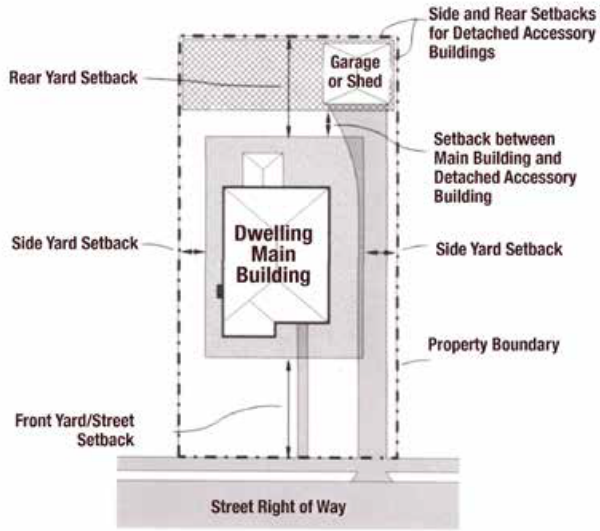 Side and Rear Setbacks
for Detached Accessory
Buildings
Rear Yard Setback
Garage
or Shed
Setback between
Main Building and
Detached Accessory
Building
Side Yard Setback
Dwelling
Main
Building
Side Yard Setback
Property Boundary
Front Yard/Street
Setback
Street Right of Way